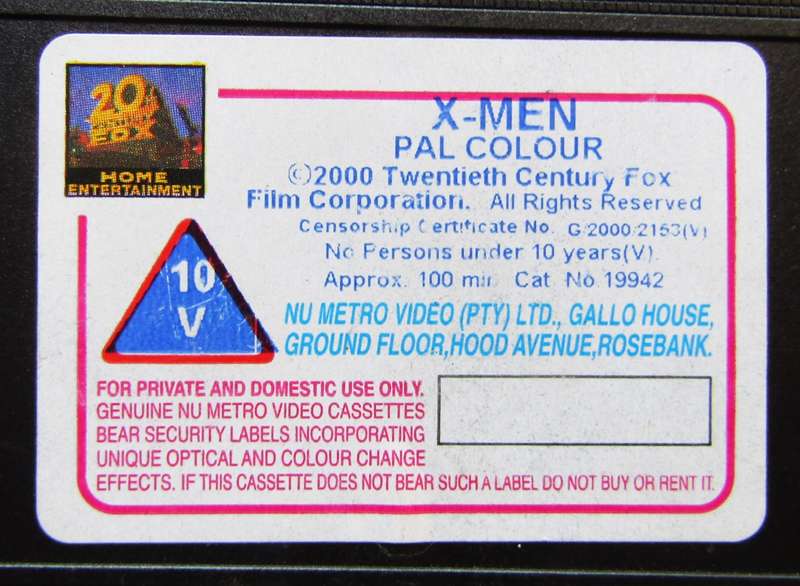 20th
CENTURY
FOX
HOME
ENTERTAINMENT
X-MEN
PAL COLOUR
©2000 Twentieth Century Fox
Film Corporation. All Rights Reserved
Censorship Certificate No. G/2000/2153(V)
No Persons under 10 years(V)
Approx. 100 min Cat No.19942
10
V
NU METRO VIDEO (PTY) LTD., GALLO HOUSE,
GROUND FLOOR,HOOD AVENUE,ROSEBANK.
FOR PRIVATE AND DOMESTIC USE ONLY.
GENUINE NU METRO VIDEO CASSETTES
BEAR SECURITY LABELS INCORPORATING
UNIQUE OPTICAL AND COLOUR CHANGE
EFFECTS. IF THIS CASSETTE DOES NOT BEAR SUCH A LABEL DO NOT BUY OR RENT IT.